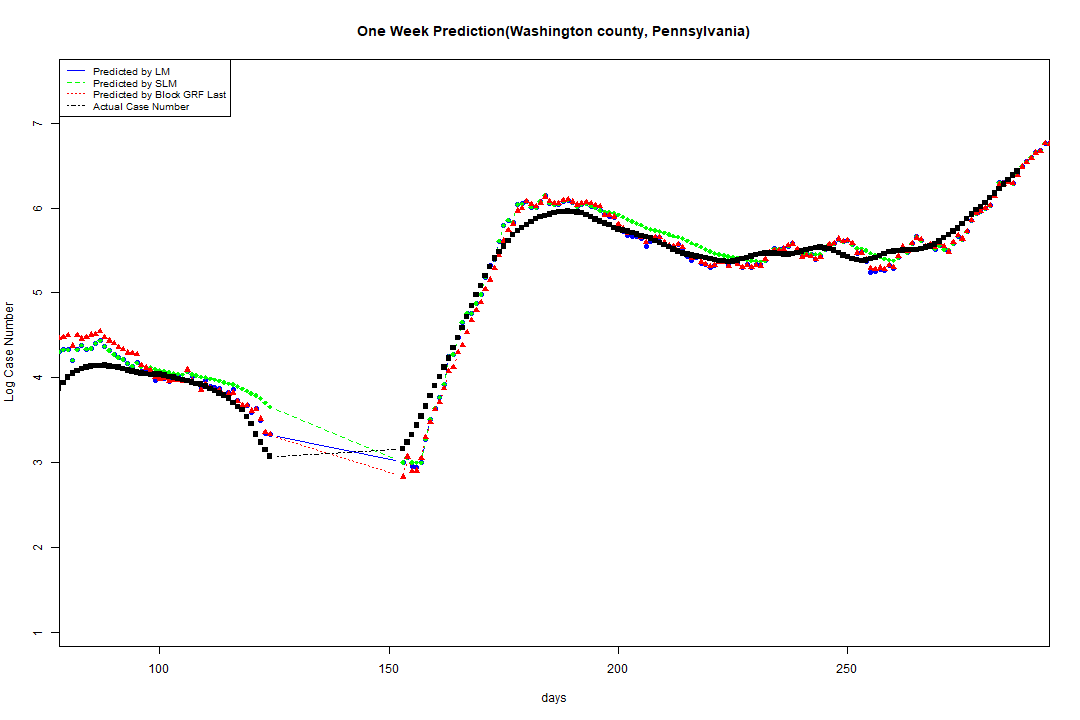 One Week Prediction(Washington county, Pennsylvania)
Predicted by LM
Predicted by SLM
Predicted by Block GRF Last
Actual Case Number
Log Case Number
7
6
5
4
3
2
1
100 150 200 250
days